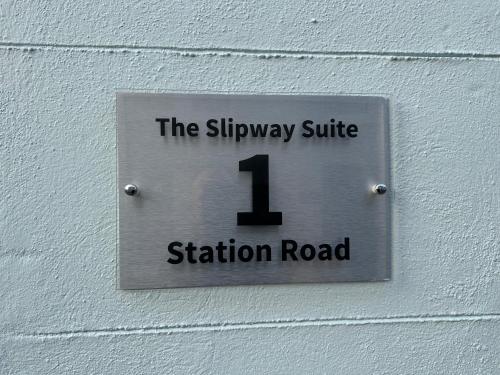 The Slipway Suite
1
Station Road